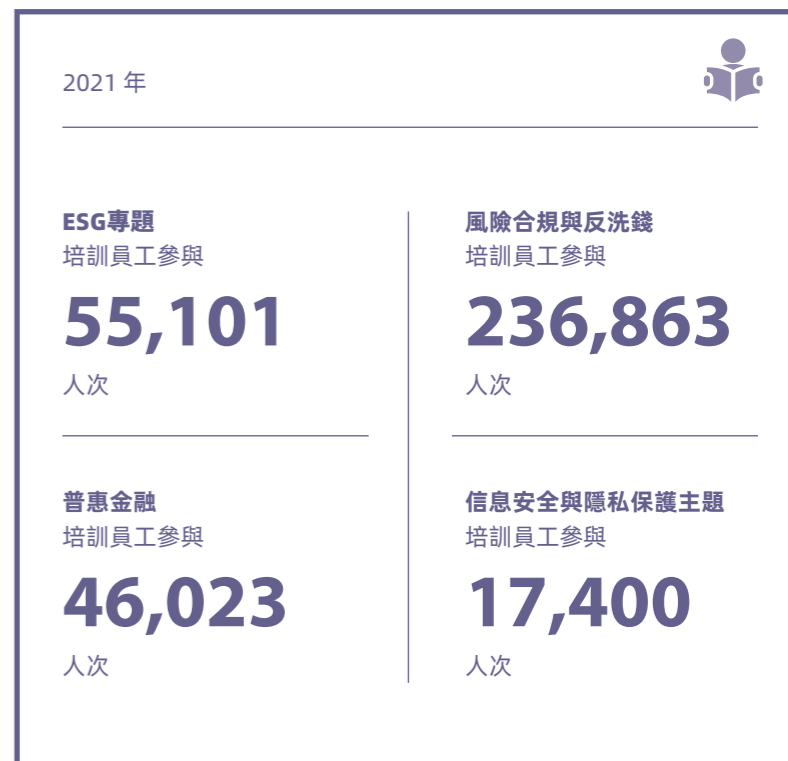 2021 年
ESG專題
培訓員工參與
55,101
人次
風險合規與反洗錢
培訓員工參與
236,863
人次
普惠金融
培訓員工參與
46,023
人次
信息安全與隱私保護主題
培訓員工參與
17,400
人次